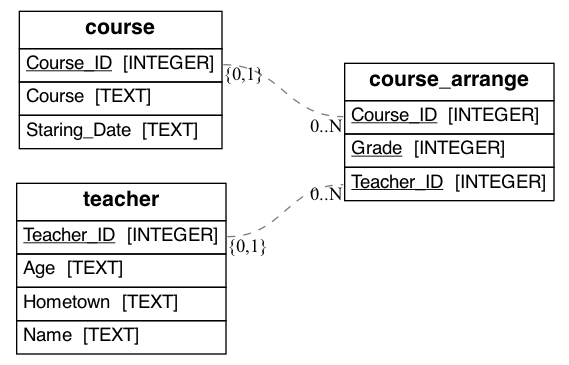 course
Course_ID [INTEGER]
Course [TEXT]
Staring_Date [TEXT]
{0,1}
0..N
course_arrange
Course_ID [INTEGER]
Grade [INTEGER]
Teacher_ID [INTEGER]
0..N
{0,1}
teacher
Teacher_ID [INTEGER]
Age [TEXT]
Hometown [TEXT]
Name [TEXT]